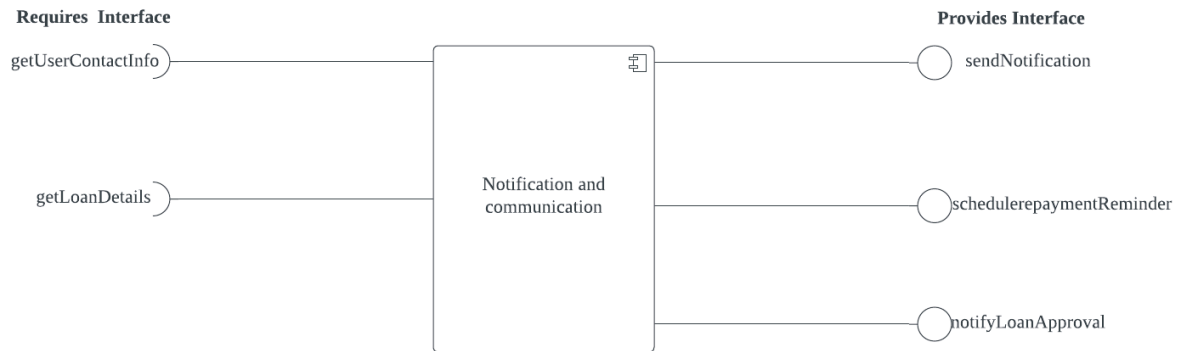 Requires Interface
Provides Interface
getUserContactInfo
sendNotification
getLoanDetails
Notification and
communication
schedulerepaymentReminder
notifyLoanApproval